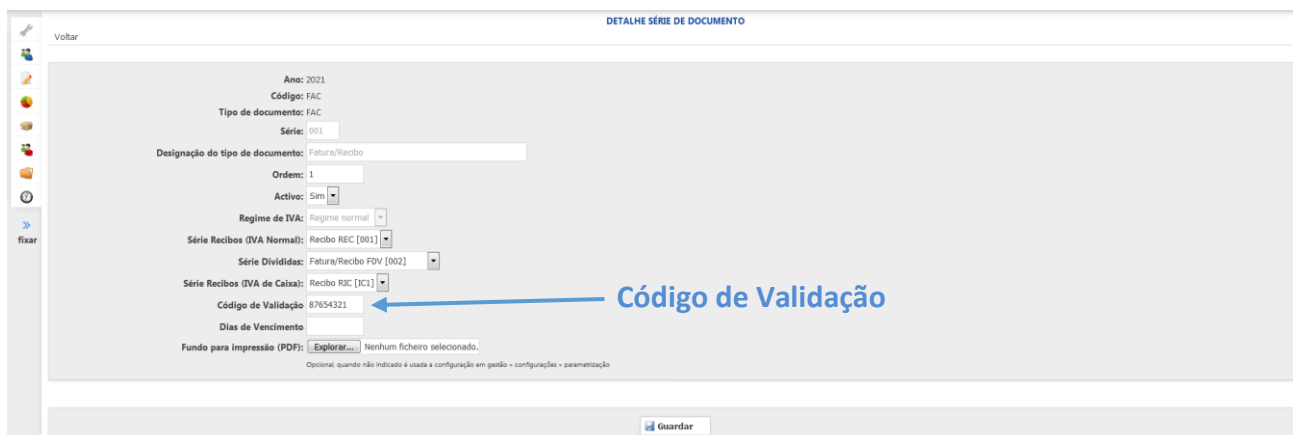 DETALHE SÉRIE DE DOCUMENTO
Voltar
Ano: 2021
Código: FAC
Tipo de documento: FAC
Série: 001
Designação do tipo de documento: Fatura/Recibo
Ordem: 1
Activo: Sim
Regime de IVA: Regime normal
fixar
Série Recibos (IVA Normal): Recibo REC [001]
Série Divididas: Fatura/Recibo FDV [002]
Série Recibos (IVA de Caixa): Recibo RIC [IC1]
Código de Validação 87654321
Código de Validação
Dias de Vencimento
Fundo para impressão (PDF): Explorar... Nenhum ficheiro selecionado.
Opcional, quando não indicado é usada a configuração em gestão » configurações » parametrização
Guardar